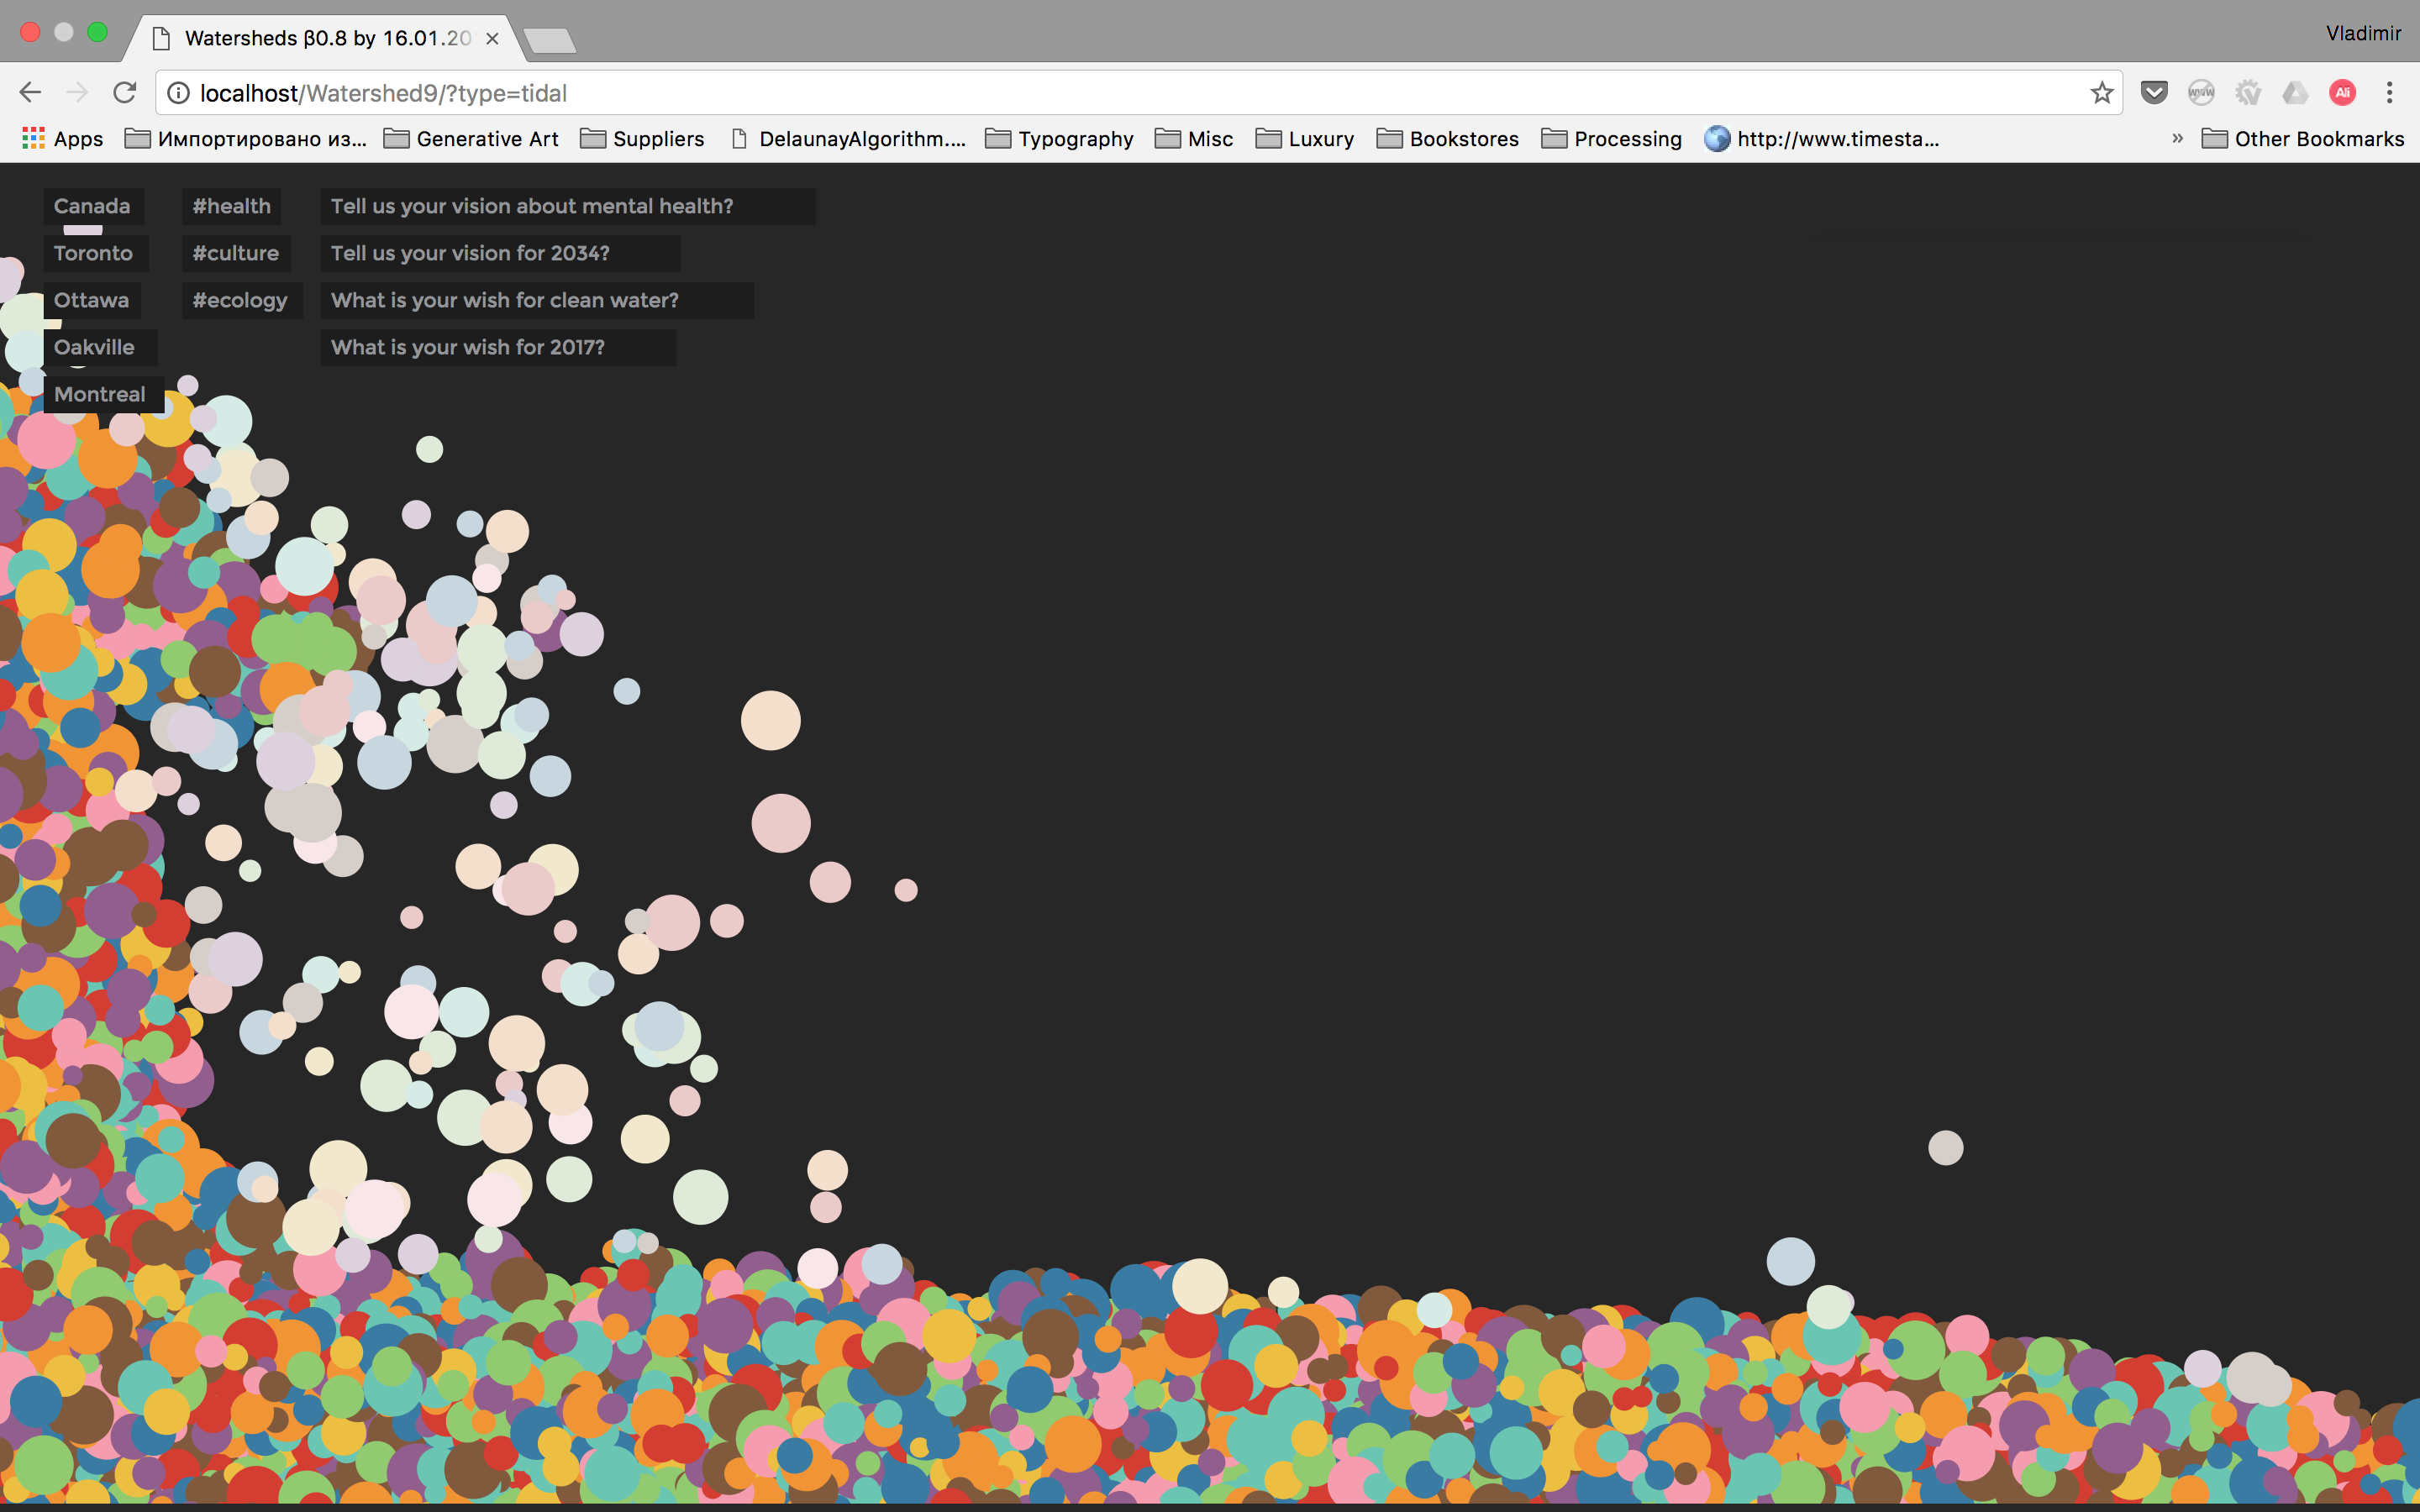 Watersheds β0.8 by 16.01.20
Vladimir
localhost/Watershed9/?type=tidal
Apps
Импортировано из...
Generative Art
Suppliers
DelaunayAlgorithm....
Typography
Misc
Luxury
Bookstores
Processing
http://www.timesta...
»
Other Bookmarks
Canada #health Tell us your vision about mental health?
Toronto #culture Tell us your vision for 2034?
Ottawa #ecology What is your wish for clean water?
Oakville What is your wish for 2017?
Montreal